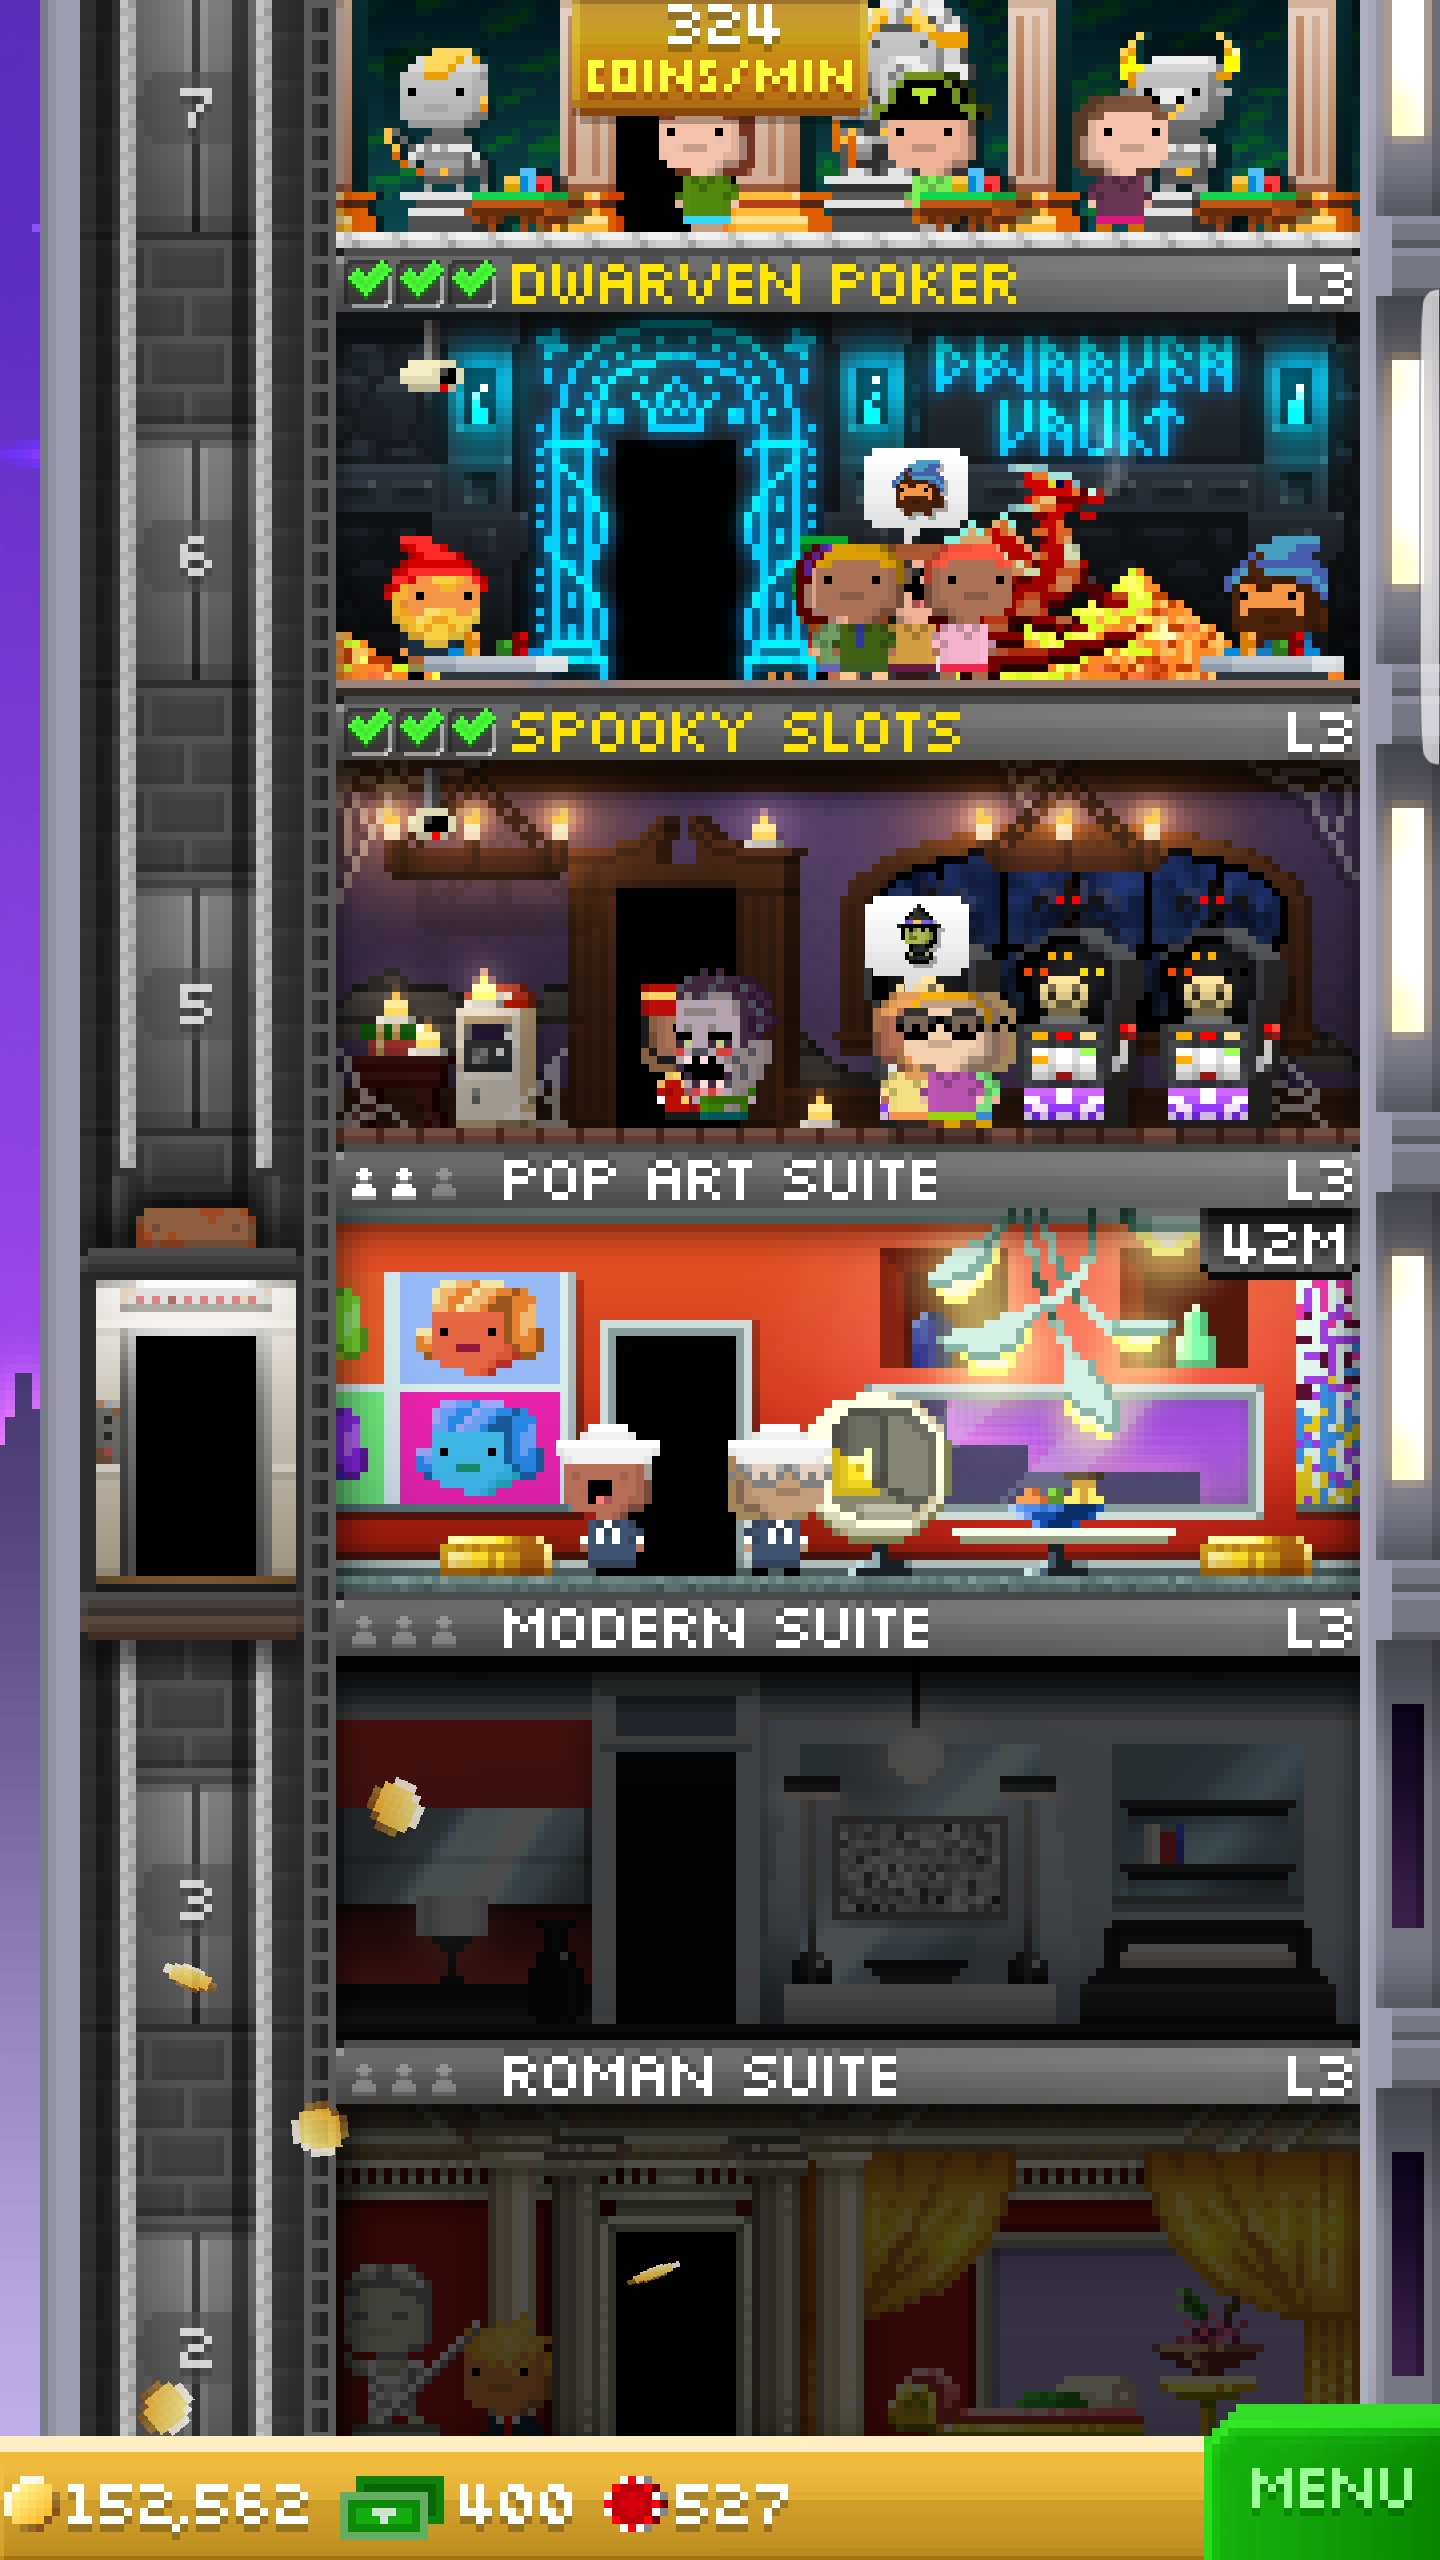 324
COINS/MIN
7
DWARVEN POKER L3
DWARVEN
VAULT
6
SPOOKY SLOTS L3
5
POP ART SUITE L3
42M
MODERN SUITE L3
3
ROMAN SUITE L3
2
152,562 400 527
MENU